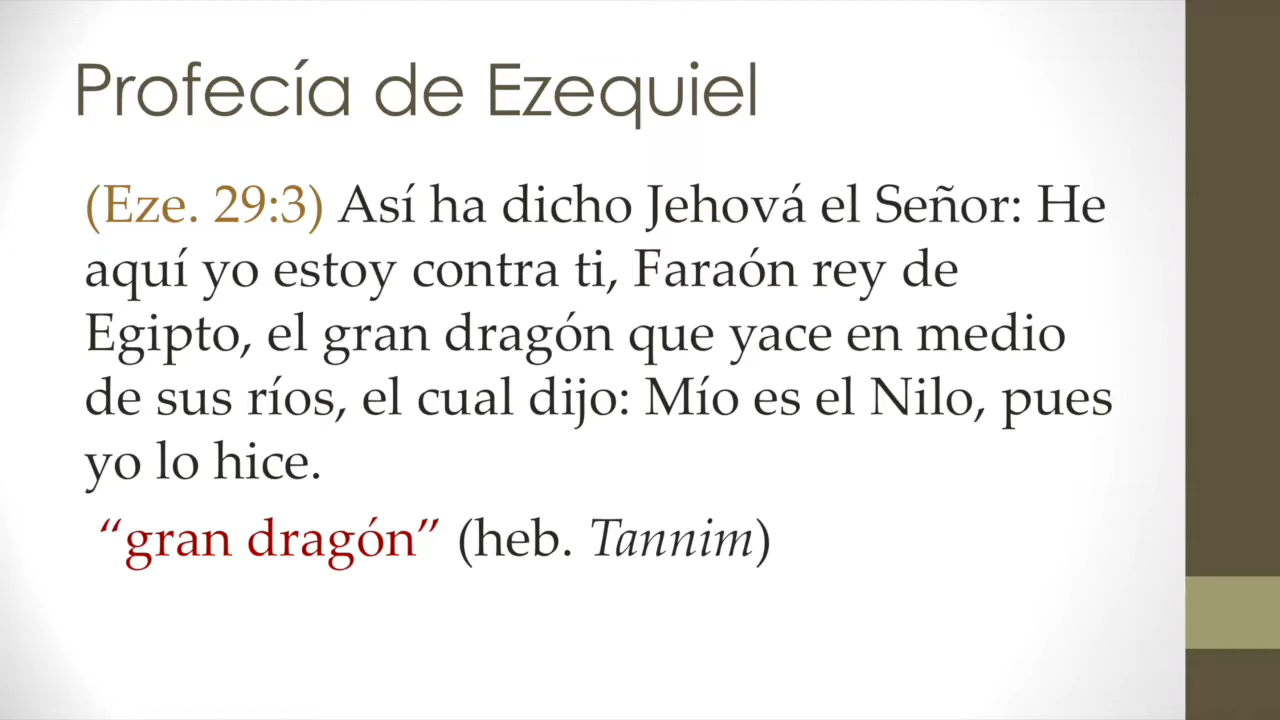 Profecía de Ezequiel
(Eze. 29:3) Así ha dicho Jehová el Señor: He
aquí yo estoy contra ti, Faraón rey de
Egipto, el gran dragón que yace en medio
de sus ríos, el cual dijo: Mío es el Nilo, pues
yo lo hice.
“gran dragón” (heb. Tannim)